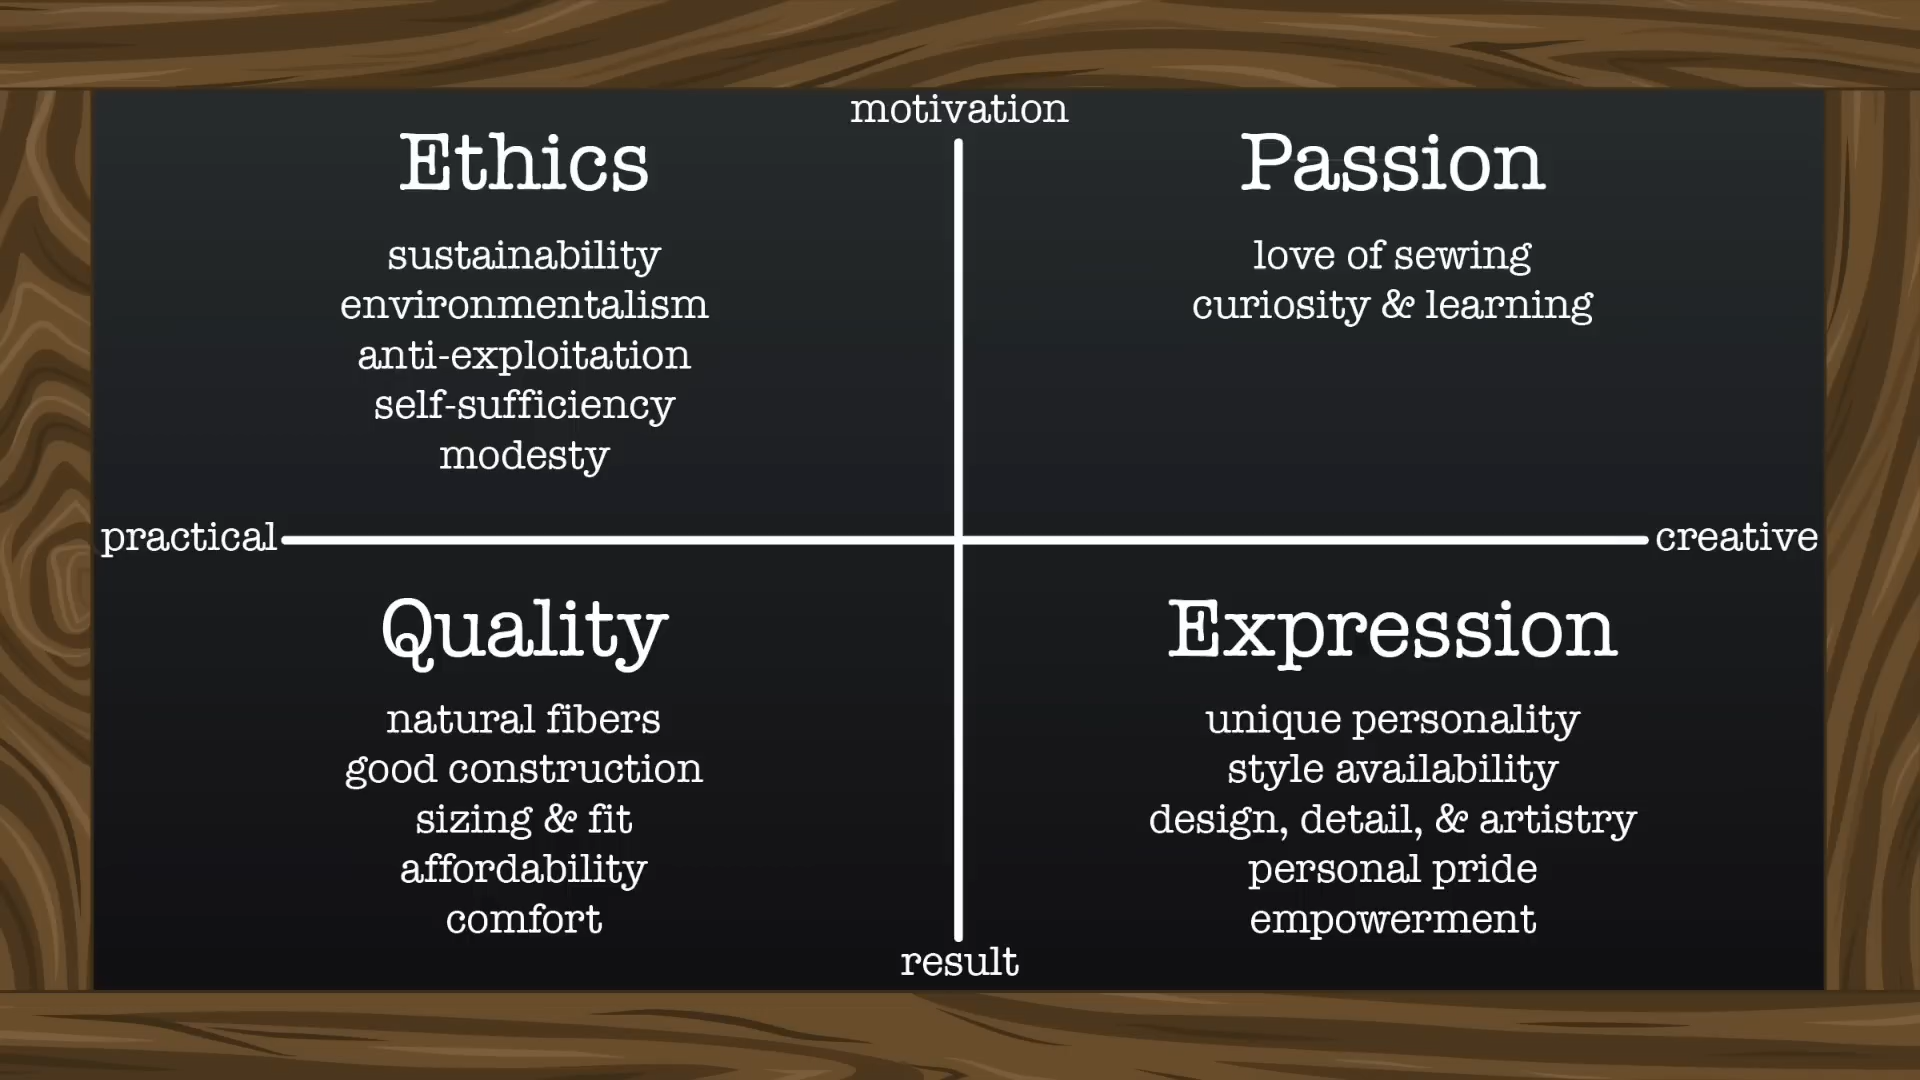 motivation
Ethics
sustainability
environmentalism
anti-exploitation
self-sufficiency
modesty
Passion
love of sewing
curiosity & learning
practical
creative
Quality
natural fibers
good construction
sizing & fit
affordability
comfort
Expression
unique personality
style availability
design, detail, & artistry
personal pride
empowerment
result